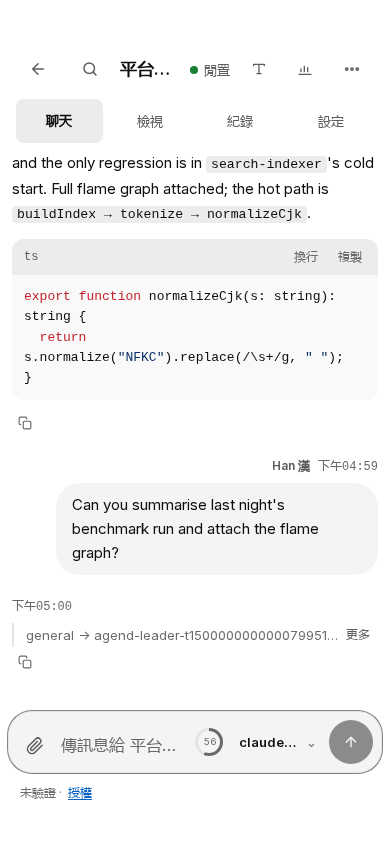 平台…
閒置
聊天
檢視
紀錄
設定
and the only regression is in search-indexer's cold
start. Full flame graph attached; the hot path is
buildIndex → tokenize → normalizeCjk.
ts
換行
複製
export function normalizeCjk(s: string):
string {
return
s.normalize("NFKC").replace(/\s+/g, " ");
}
Han 漢 下午04:59
Can you summarise last night's
benchmark run and attach the flame
graph?
下午05:00
general → agend-leader-t150000000000079951… 更多
傳訊息給 平台…
56
claude…
未驗證 · 授權